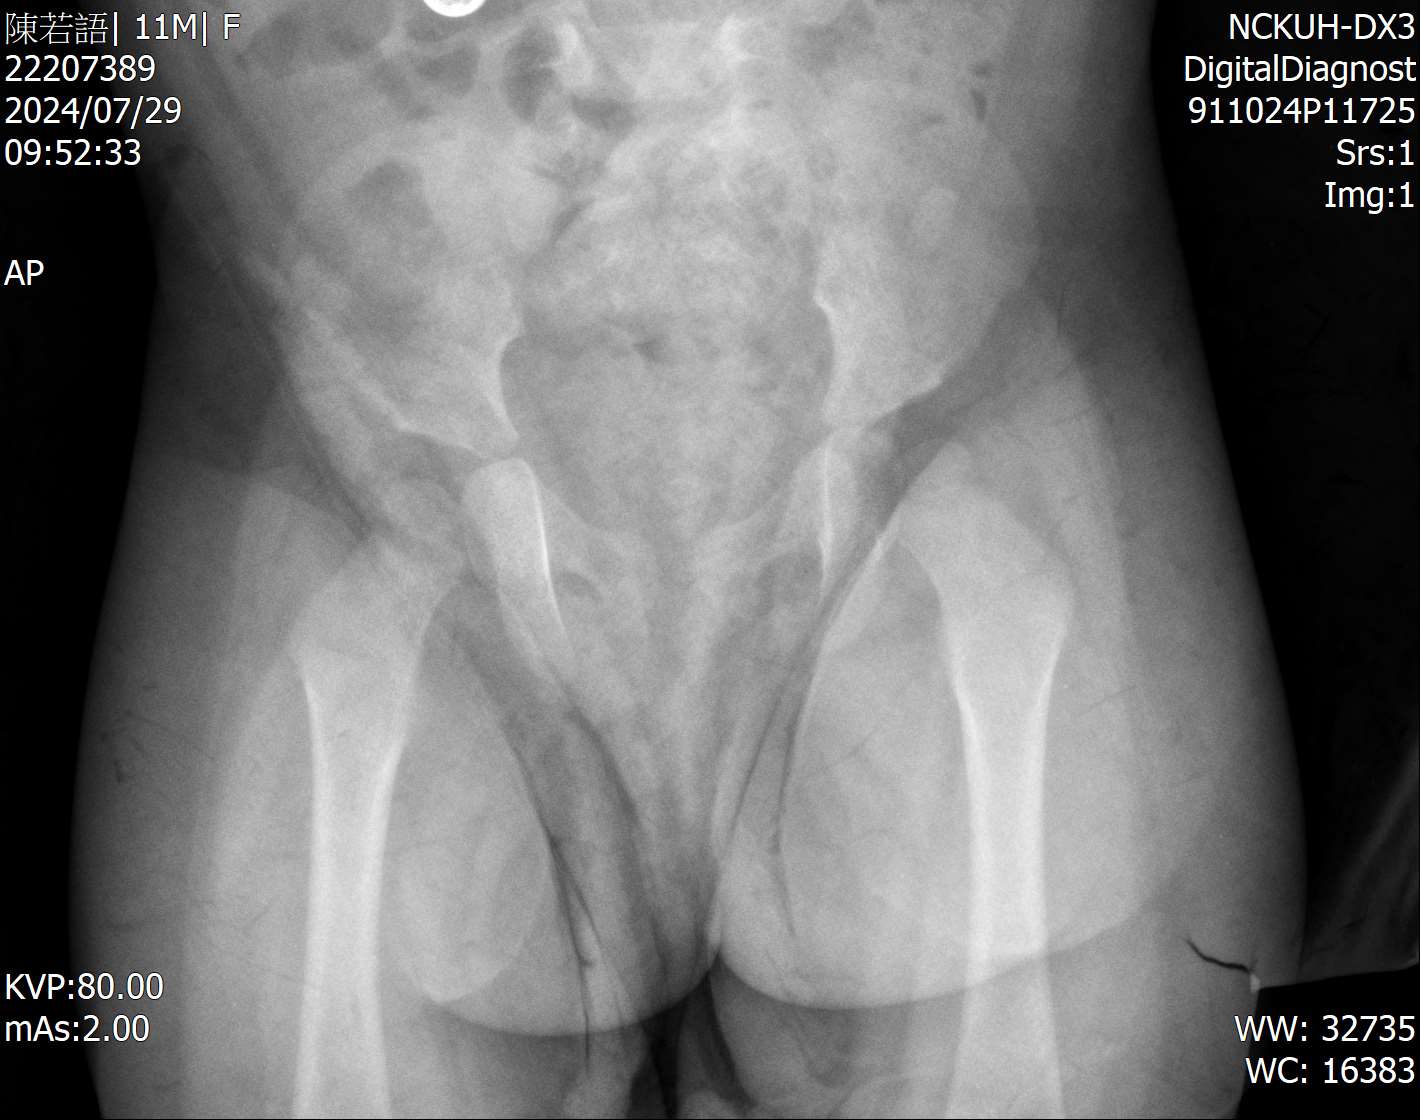 陳若語| 11M| F
22207389
2024/07/29
09:52:33
AP
NCKUH-DX3
DigitalDiagnost
911024P11725
Srs:1
Img:1
KVP:80.00
mAs:2.00
WW: 32735
WC: 16383